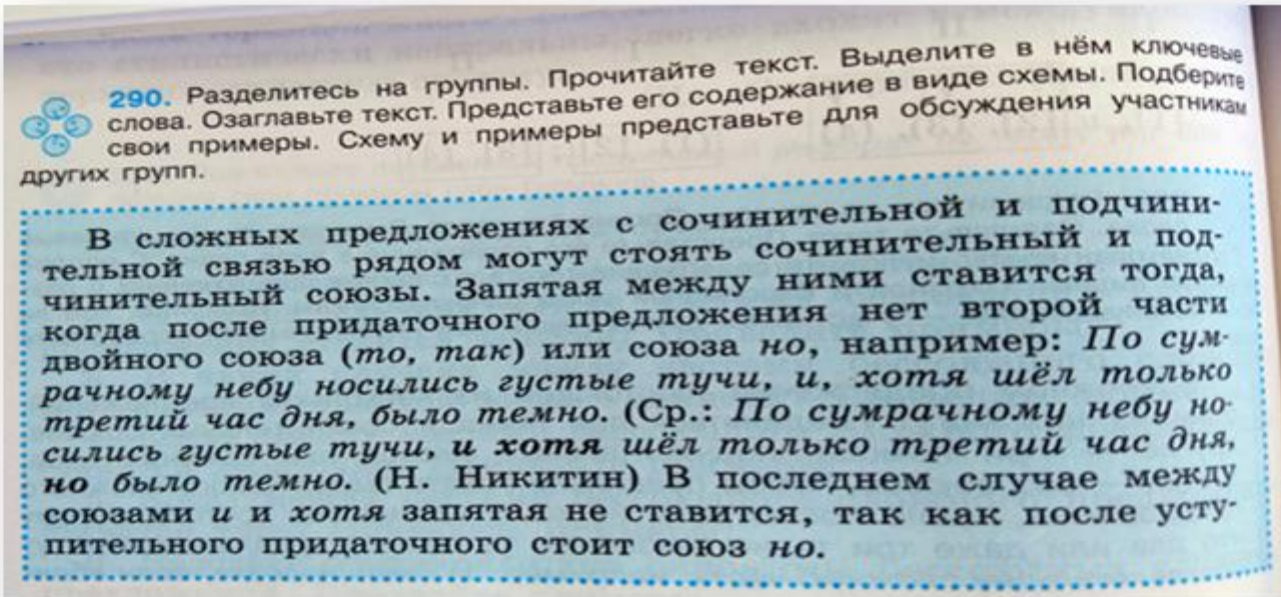 290. Разделитесь на группы. Прочитайте текст. Выделите в нём ключевые
слова. Озаглавьте текст. Представьте его содержание в виде схемы. Подберите
свои примеры. Схему и примеры представьте для обсуждения участникам
других групп.
В сложных предложениях с сочинительной и подчини-
тельной связью рядом могут стоять сочинительный и под-
чинительный союзы. Запятая между ними ставится тогда,
когда после придаточного предложения нет второй части
двойного союза (то, так) или союза но, например: По сум-
рачному небу носились густые тучи, и, хотя шёл только
третий час дня, было темно. (Ср.: По сумрачному небу но-
сились густые тучи, и хотя шёл только третий час дня,
но было темно. (Н. Никитин) В последнем случае между
союзами и и хотя запятая не ставится, так как после усту-
пительного придаточного стоит союз но.